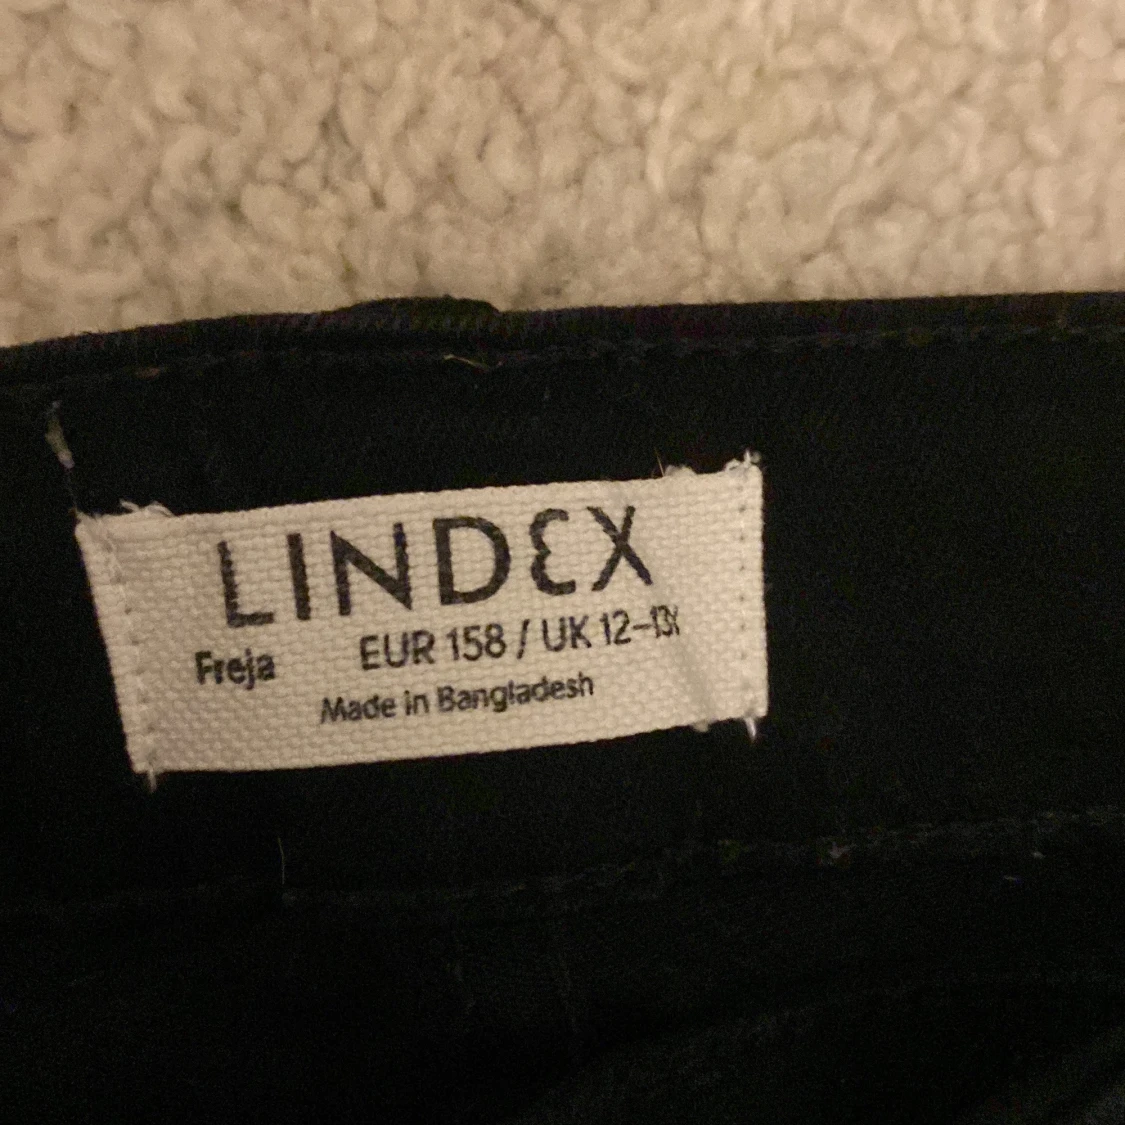 LINDEX
Freja EUR 158 / UK 12-13Y
Made in Bangladesh